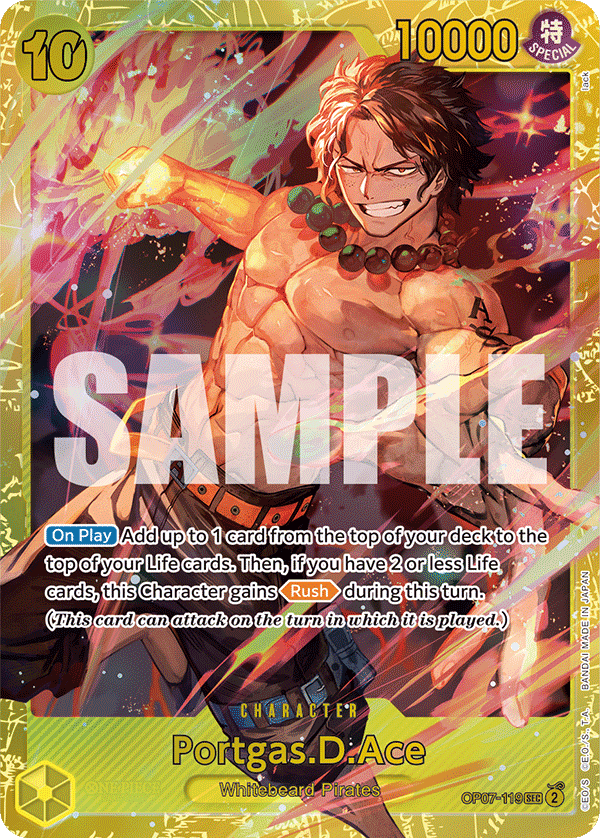 10
10000
特
SPECIAL
lack
SAMPLE
On Play Add up to 1 card from the top of your deck to the
top of your Life cards. Then, if you have 2 or less Life
cards, this Character gains Rush during this turn.
(This card can attack on the turn in which it is played.)
CHARACTER
Portgas.D.Ace
Whitebeard Pirates
OP07-119 SEC 2
©E.O./S. ©E.O./S., T.A. BANDAI MADE IN JAPAN